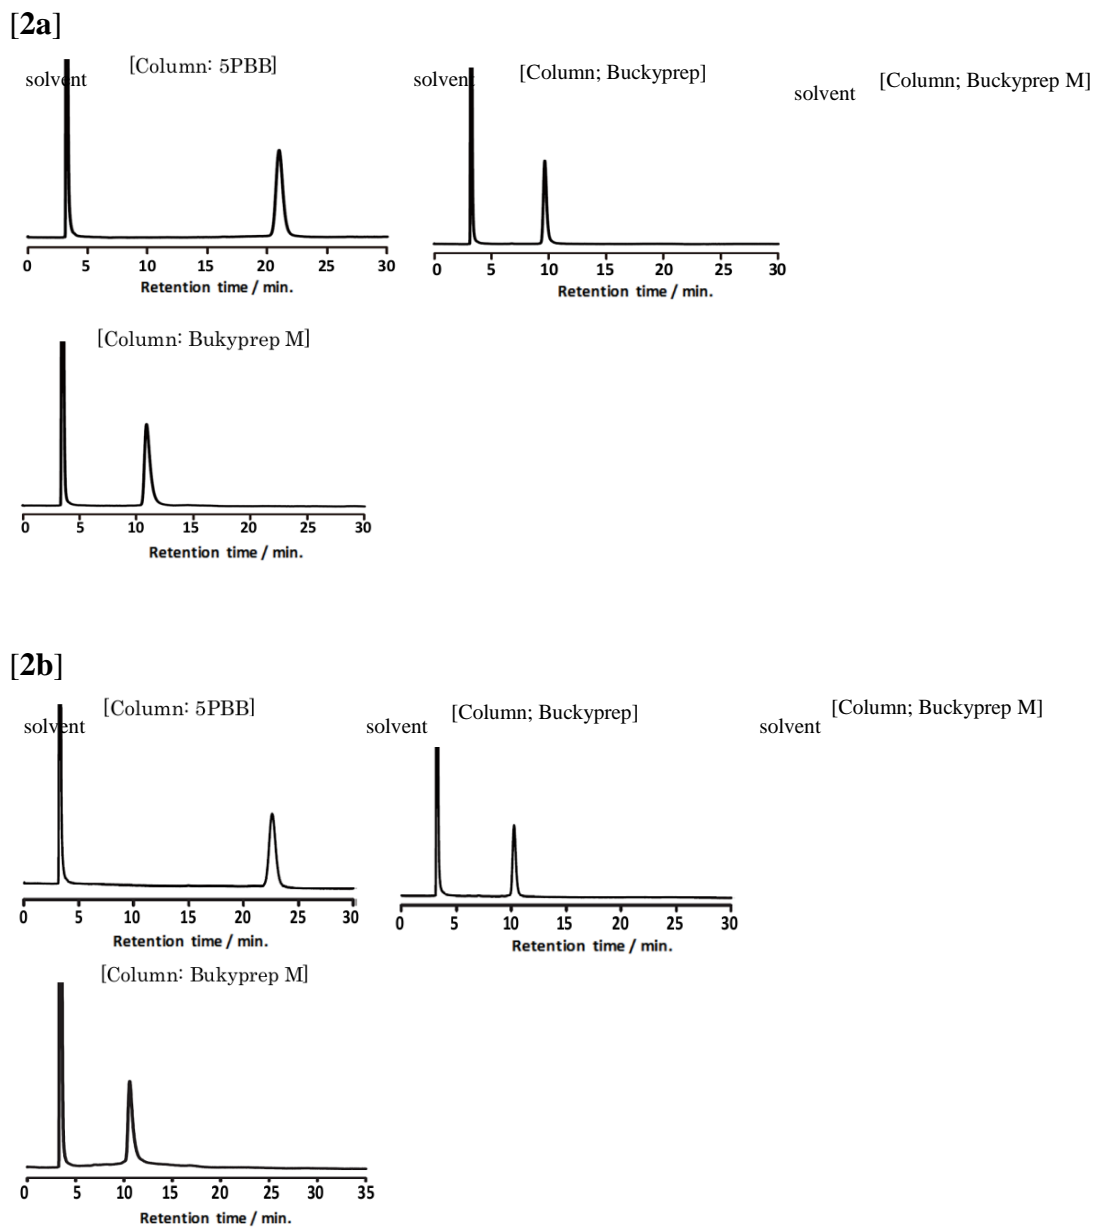 [2a]
solvent [Column: 5PBB]
solvent [Column; Buckyprep]
solvent [Column; Buckyprep M]
0 5 10 15 20 25 30
Retention time / min.
0 5 10 15 20 25 30
Retention time / min.
[Column: Bukyprep M]
0 5 10 15 20 25 30
Retention time / min.
[2b]
solvent [Column: 5PBB]
solvent [Column; Buckyprep]
solvent [Column; Buckyprep M]
0 5 10 15 20 25 30
Retention time / min.
0 5 10 15 20 25 30
Retention time / min.
[Column: Bukyprep M]
0 5 10 15 20 25 30 35
Retention time / min.